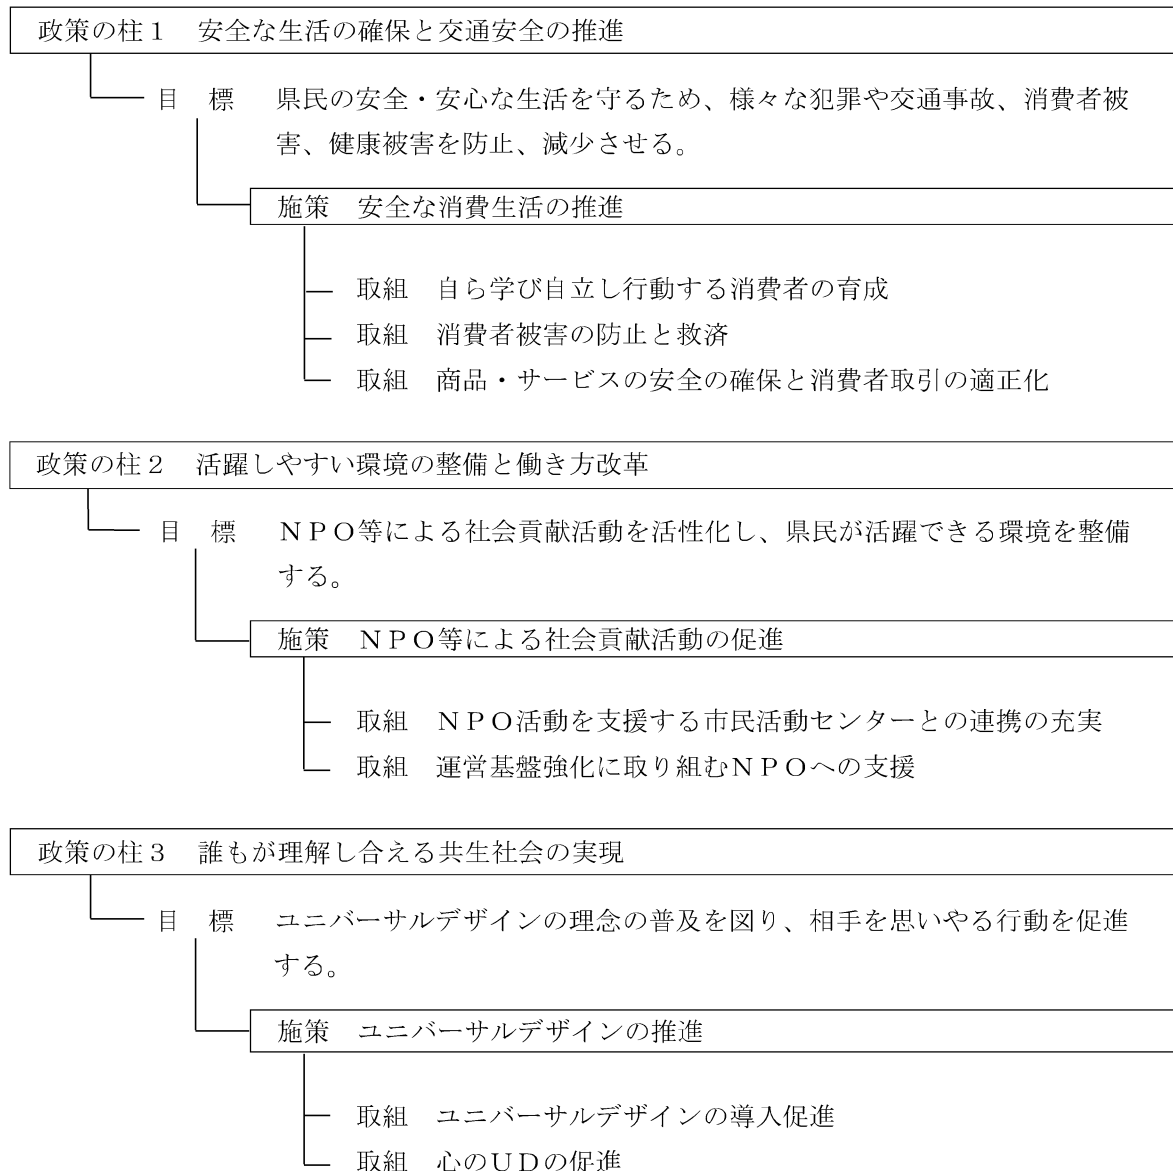 政策の柱１　安全な生活の確保と交通安全の推進
目　標　県民の安全・安心な生活を守るため、様々な犯罪や交通事故、消費者被
害、健康被害を防止、減少させる。
施策　安全な消費生活の推進
取組　自ら学び自立し行動する消費者の育成
取組　消費者被害の防止と救済
取組　商品・サービスの安全の確保と消費者取引の適正化
政策の柱２　活躍しやすい環境の整備と働き方改革
目　標　ＮＰＯ等による社会貢献活動を活性化し、県民が活躍できる環境を整備
する。
施策　ＮＰＯ等による社会貢献活動の促進
取組　ＮＰＯ活動を支援する市民活動センターとの連携の充実
取組　運営基盤強化に取り組むＮＰＯへの支援
政策の柱３　誰もが理解し合える共生社会の実現
目　標　ユニバーサルデザインの理念の普及を図り、相手を思いやる行動を促進
する。
施策　ユニバーサルデザインの推進
取組　ユニバーサルデザインの導入促進
取組　心のＵＤの促進